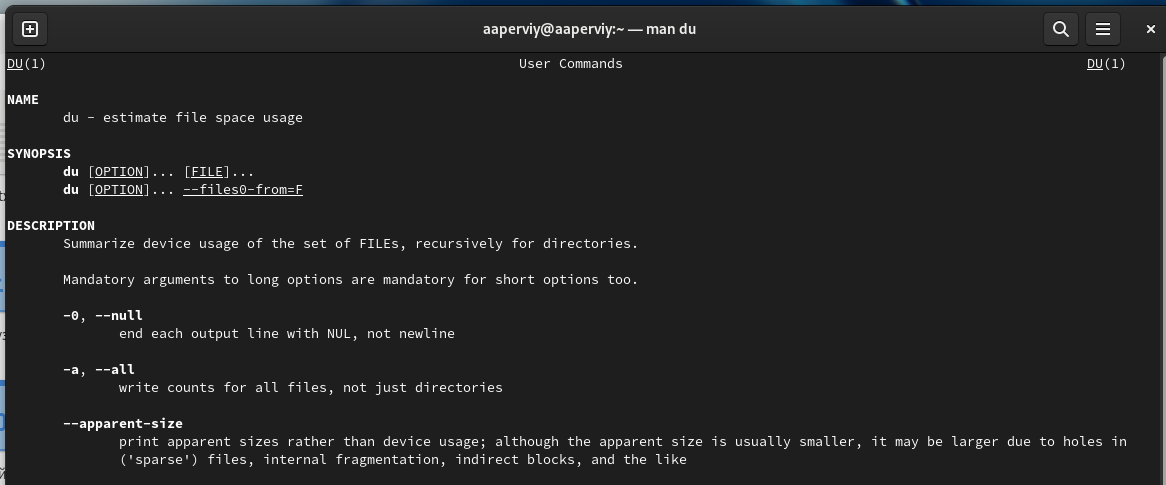 aaperviy@aaperviy:~ — man du
DU(1) User Commands DU(1)
NAME
du - estimate file space usage
SYNOPSIS
du [OPTION]... [FILE]...
du [OPTION]... --files0-from=F
DESCRIPTION
Summarize device usage of the set of FILEs, recursively for directories.
Mandatory arguments to long options are mandatory for short options too.
-0, --null
end each output line with NUL, not newline
-a, --all
write counts for all files, not just directories
--apparent-size
print apparent sizes rather than device usage; although the apparent size is usually smaller, it may be larger due to holes in
('sparse') files, internal fragmentation, indirect blocks, and the like